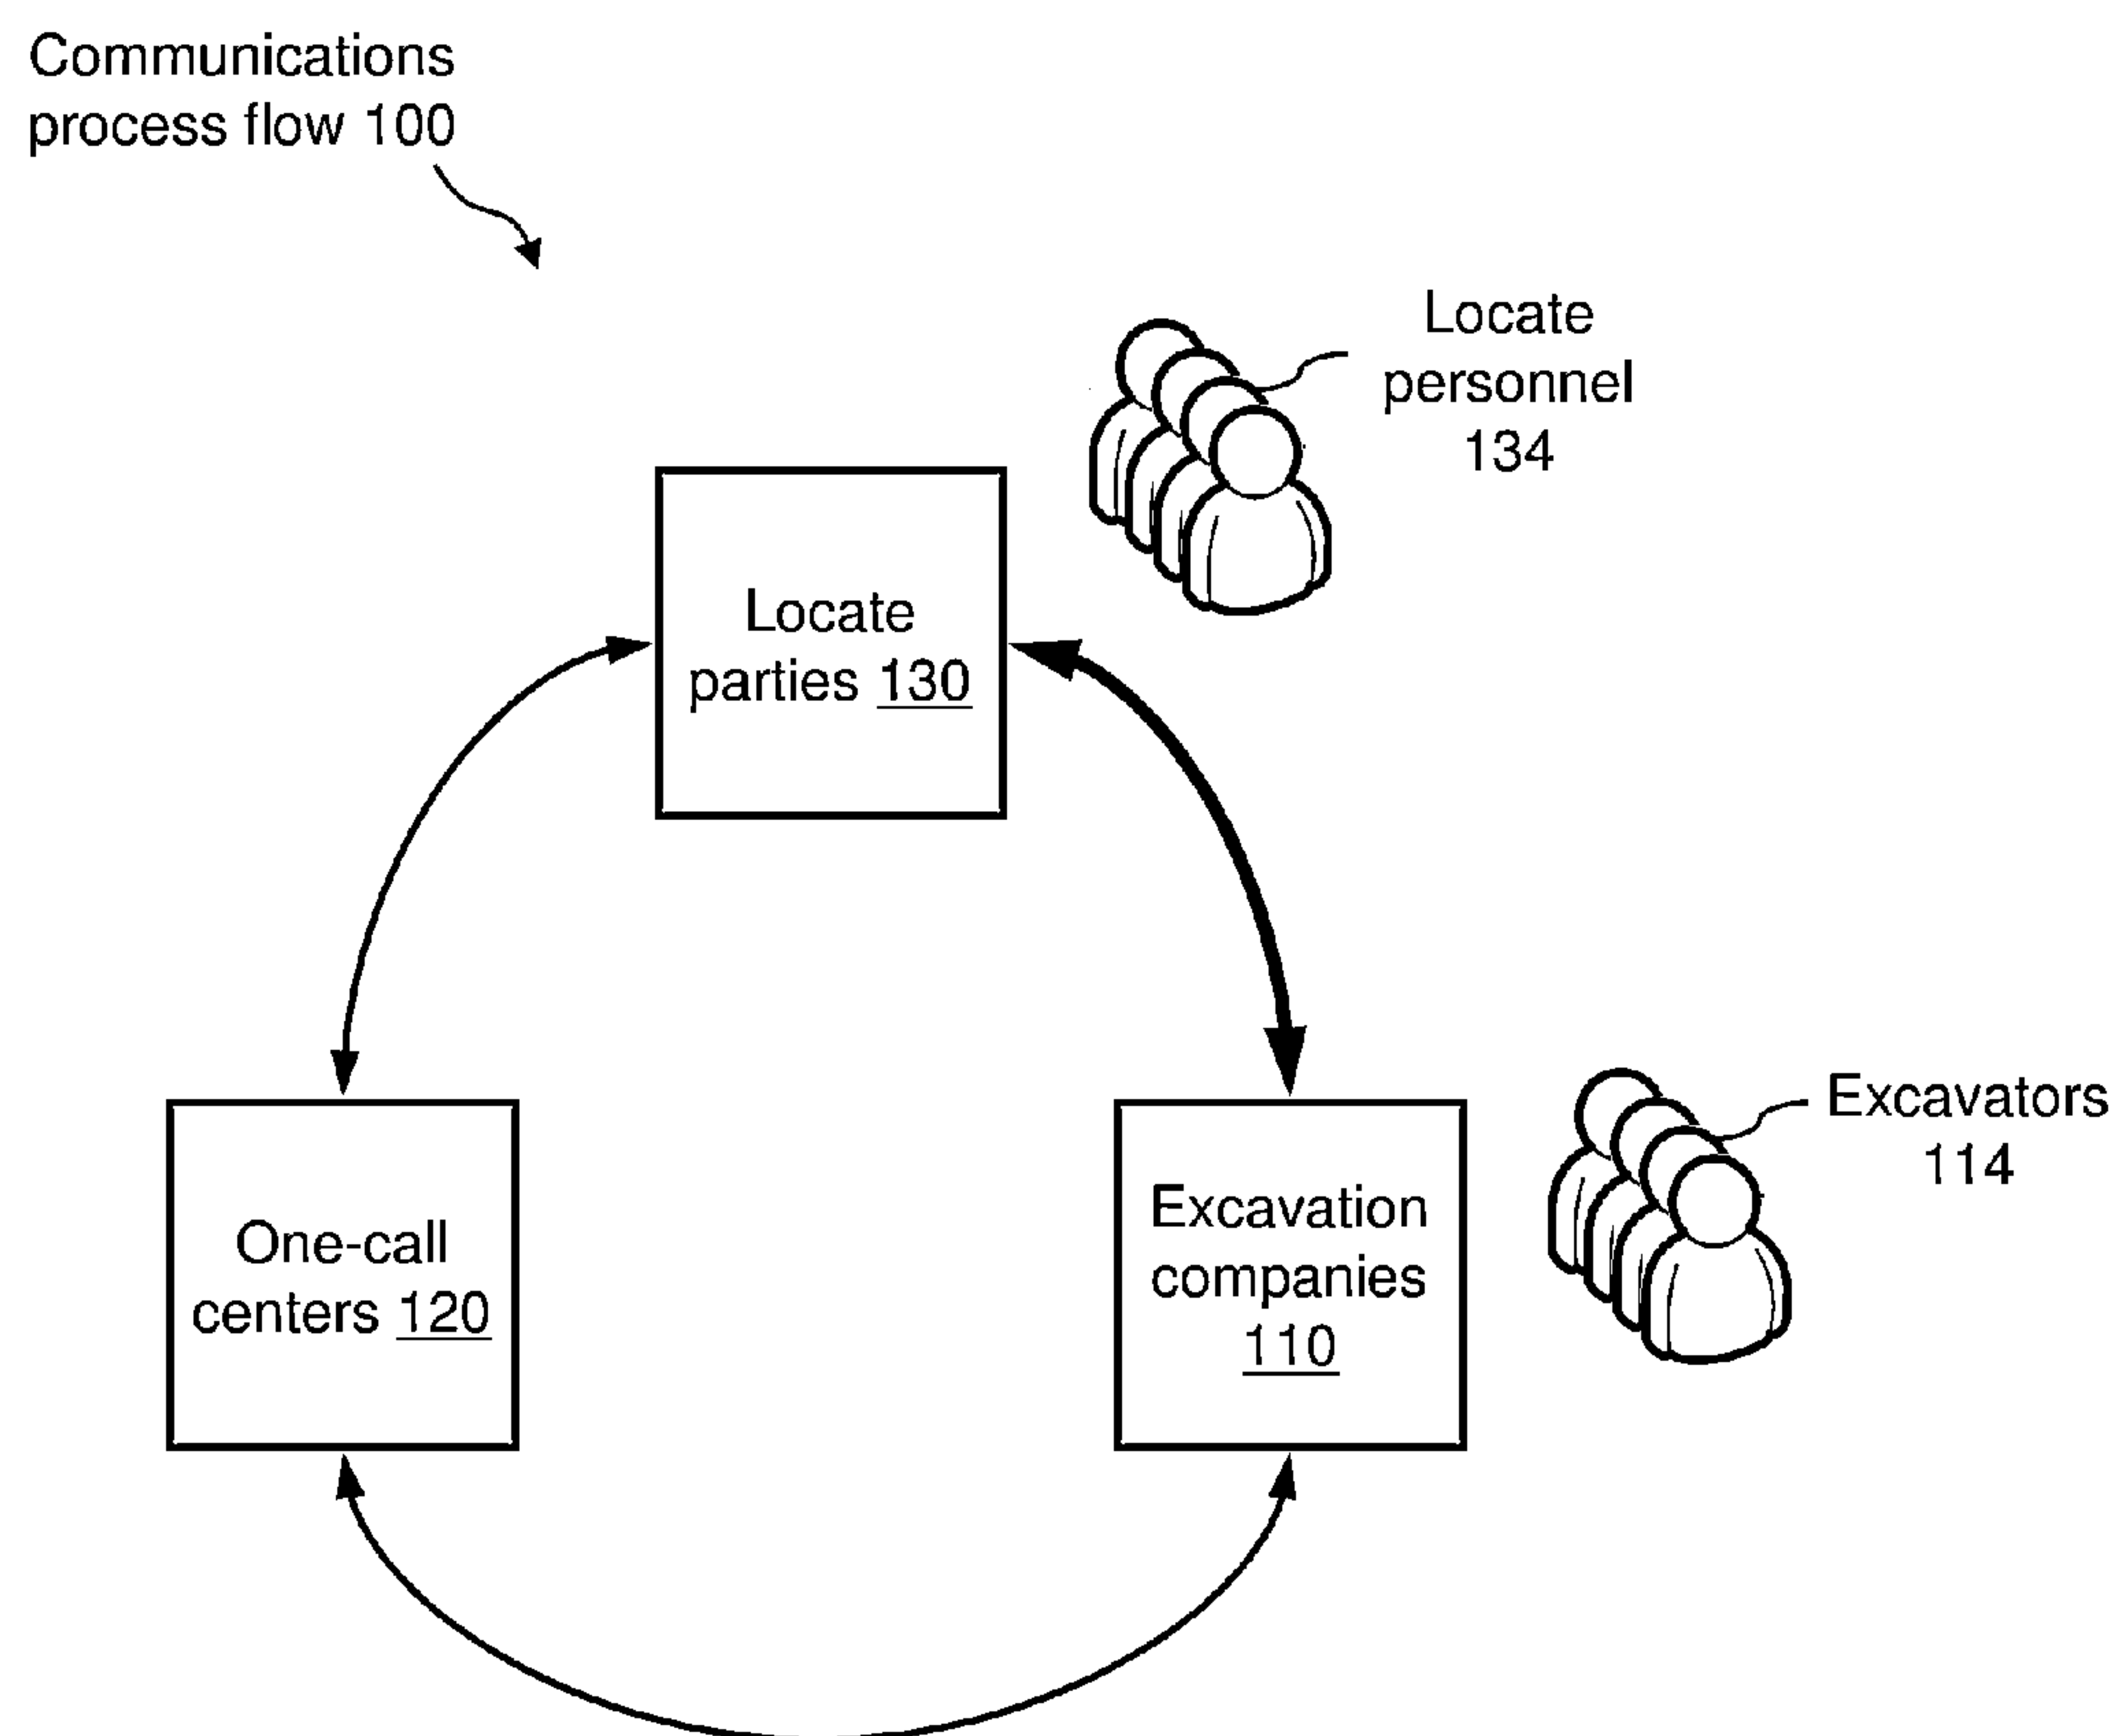 Communications
process flow 100
Locate
personnel
134
Locate
parties 130
Excavators
114
One-call
centers 120
Excavation
companies
110